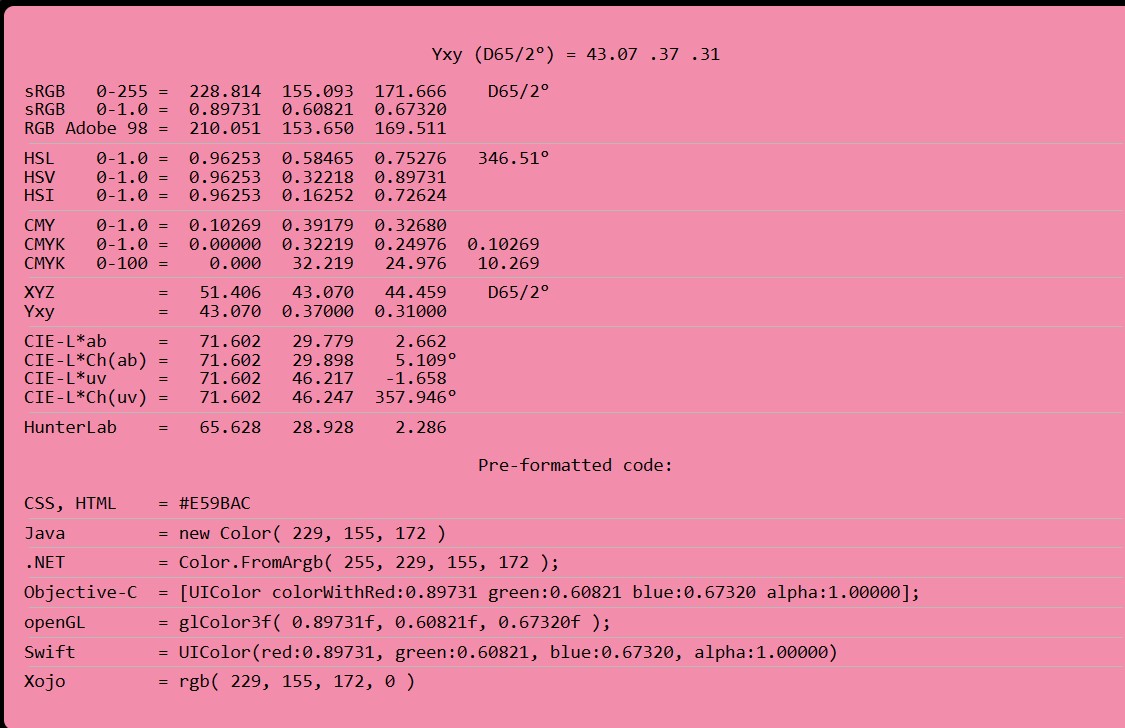 Yxy (D65/2º) = 43.07 .37 .31
sRGB 0-255 = 228.814 155.093 171.666 D65/2º
sRGB 0-1.0 = 0.89731 0.60821 0.67320
RGB Adobe 98 = 210.051 153.650 169.511
HSL 0-1.0 = 0.96253 0.58465 0.75276 346.51º
HSV 0-1.0 = 0.96253 0.32218 0.89731
HSI 0-1.0 = 0.96253 0.16252 0.72624
CMY 0-1.0 = 0.10269 0.39179 0.32680
CMYK 0-1.0 = 0.00000 0.32219 0.24976 0.10269
CMYK 0-100 = 0.000 32.219 24.976 10.269
XYZ = 51.406 43.070 44.459 D65/2º
Yxy = 43.070 0.37000 0.31000
CIE-L*ab = 71.602 29.779 2.662
CIE-L*Ch(ab) = 71.602 29.898 5.109º
CIE-L*uv = 71.602 46.217 -1.658
CIE-L*Ch(uv) = 71.602 46.247 357.946º
HunterLab = 65.628 28.928 2.286
Pre-formatted code:
CSS, HTML = #E59BAC
Java = new Color( 229, 155, 172 )
.NET = Color.FromArgb( 255, 229, 155, 172 );
Objective-C = [UIColor colorWithRed:0.89731 green:0.60821 blue:0.67320 alpha:1.00000];
openGL = glColor3f( 0.89731f, 0.60821f, 0.67320f );
Swift = UIColor(red:0.89731, green:0.60821, blue:0.67320, alpha:1.00000)
Xojo = rgb( 229, 155, 172, 0 )